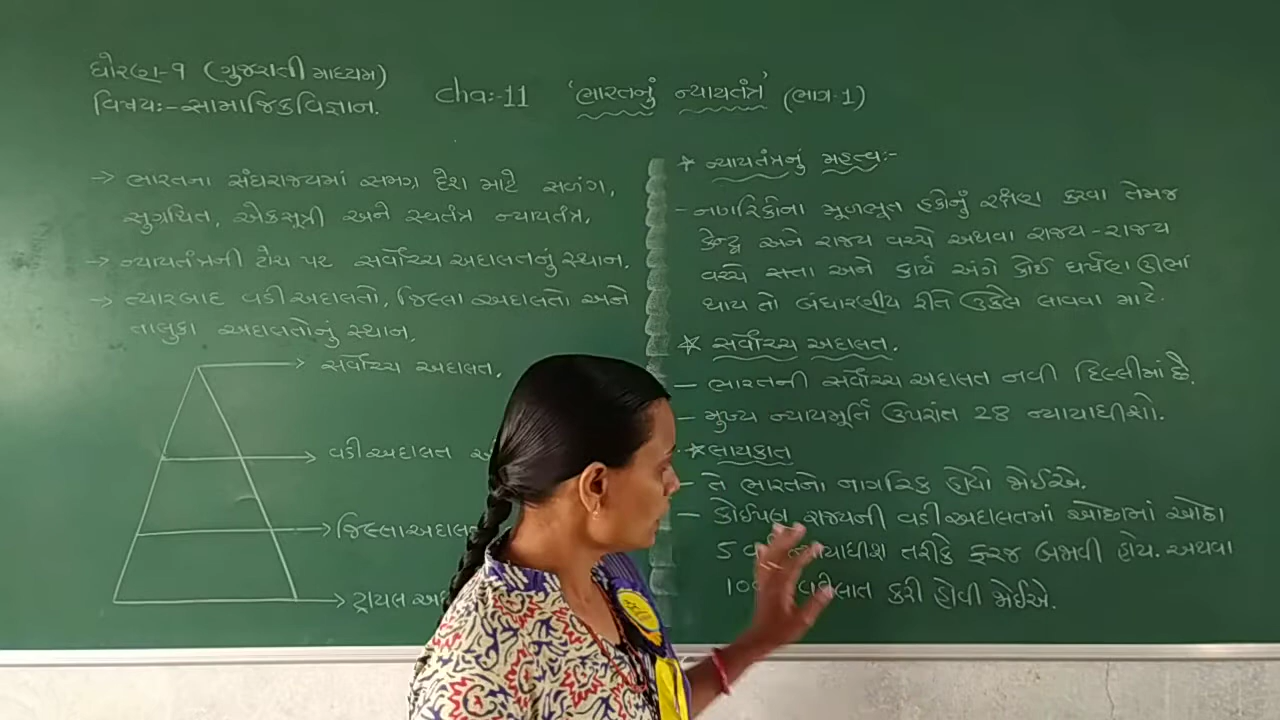 ધોરણ-૧ (ગુજરાતી માધ્યમ)
વિષય:-સામાજિકવિજ્ઞાન.
cha:-11 'ભારતનું ન્યાયતંત્ર' (ભાગ-1)
→ ભારતના સંઘરાજ્યમાં સમગ્ર દેશ માટે સળંગ,
સુગ્રથિત, એકસૂત્રી અને સ્વતંત્ર ન્યાયતંત્ર.
→ ન્યાયતંત્રની ટોચ પર સર્વોચ્ચ અદાલતનું સ્થાન.
→ ત્યારબાદ વડી અદાલતો, જિલ્લા અદાલતો અને
તાલુકા અદાલતોનું સ્થાન.
સર્વોચ્ચ અદાલત.
વડી અદાલત
જિલ્લા અદાલત
ટ્રાયલ
★ ન્યાયતંત્રનું મહત્વ:-
- નાગરિકોના મૂળભૂત હકોનું રક્ષણ કરવા તેમજ
કેન્દ્ર અને રાજ્ય વચ્ચે અથવા રાજ્ય-રાજ્ય
વચ્ચે સત્તા અને કાર્ય અંગે કોઈ ઘર્ષણ ઊભાં
થાય તો બંધારણીય રીતે ઉકેલ લાવવા માટે.
★ સર્વોચ્ચ અદાલત.
- ભારતની સર્વોચ્ચ અદાલત નવી દિલ્લીમાં છે.
- મુખ્ય ન્યાયમૂર્તિ ઉપરાંત 28 ન્યાયાધીશો.
★ લાયકાત
- તે ભારતનો નાગરિક હોવો જોઈએ.
- કોઈપણ રાજ્યની વડી અદાલતમાં ઓછામાં ઓછા
5 ન્યાયાધીશ તરીકે ફરજ બજાવી હોય. અથવા
10 વકીલાત કરી હોવી જોઈએ.